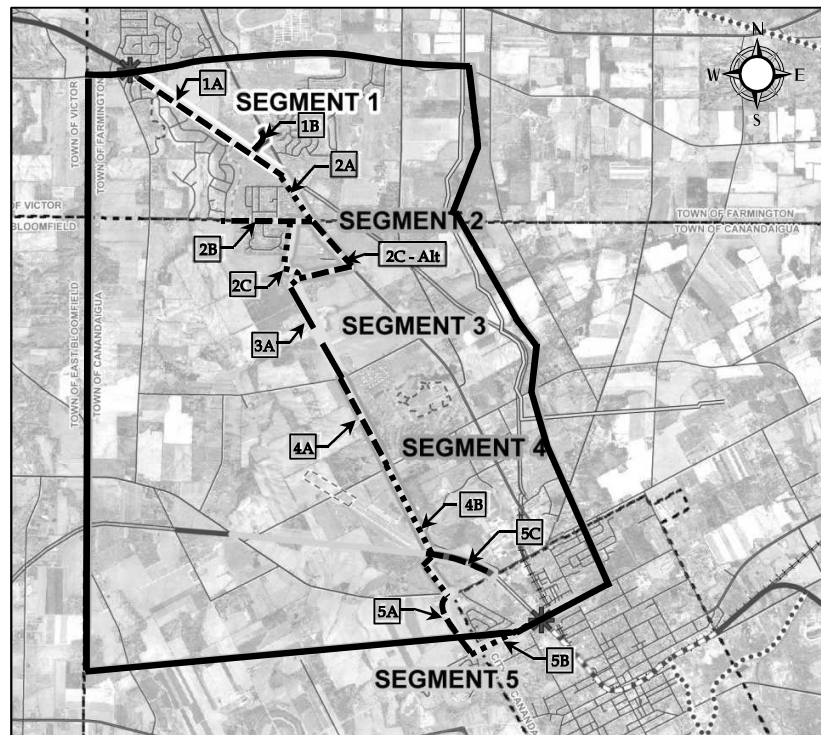 N
W E
S
1A
SEGMENT 1
1B
TOWN OF VICTOR
TOWN OF FARMINGTON
2A
OF VICTOR
BLOOMFIELD
SEGMENT 2
TOWN OF FARMINGTON
TOWN OF CANANDAIGUA
2B
2C - Alt
2C
SEGMENT 3
3A
TOWN OF EAST BLOOMFIELD
TOWN OF CANANDAIGUA
4A
SEGMENT 4
4B
5C
5A
5B
SEGMENT 5